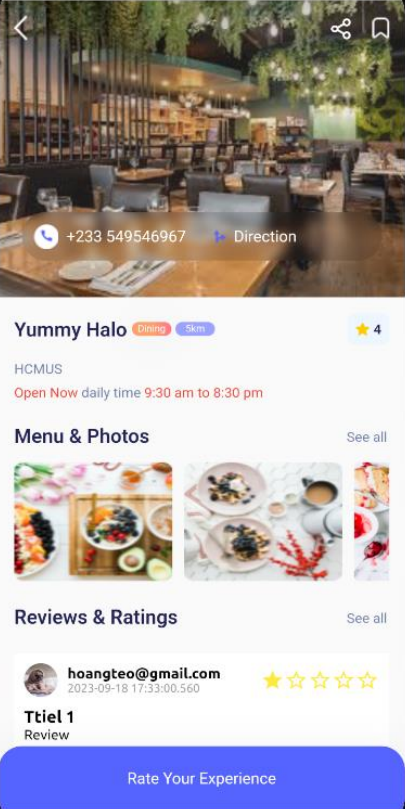 +233 549546967 Direction
Yummy Halo Dining 5km 4
HCMUS
Open Now daily time 9:30 am to 8:30 pm
Menu & Photos See all
Reviews & Ratings See all
hoangteo@gmail.com
2023-09-18 17:33:00.560
Ttiel 1
Review
Rate Your Experience